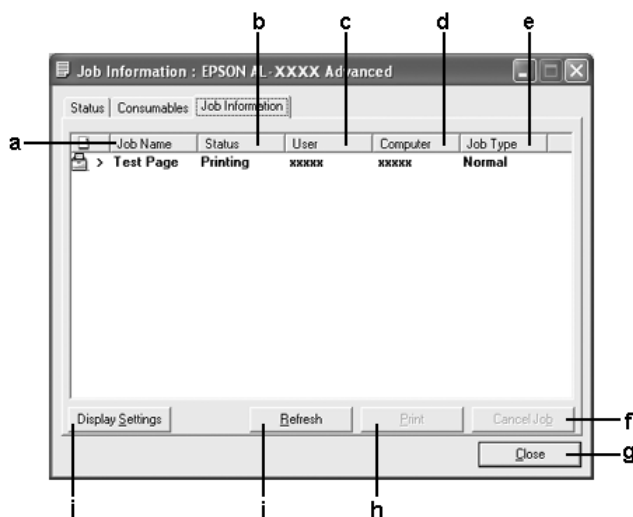 b c d e
Job Information : EPSON AL-XXXX Advanced
Status Consumables Job Information
a Job Name Status User Computer Job Type
> Test Page Printing xxxxx xxxxx Normal
Display Settings Refresh Print Cancel Job f
Close g
j i h